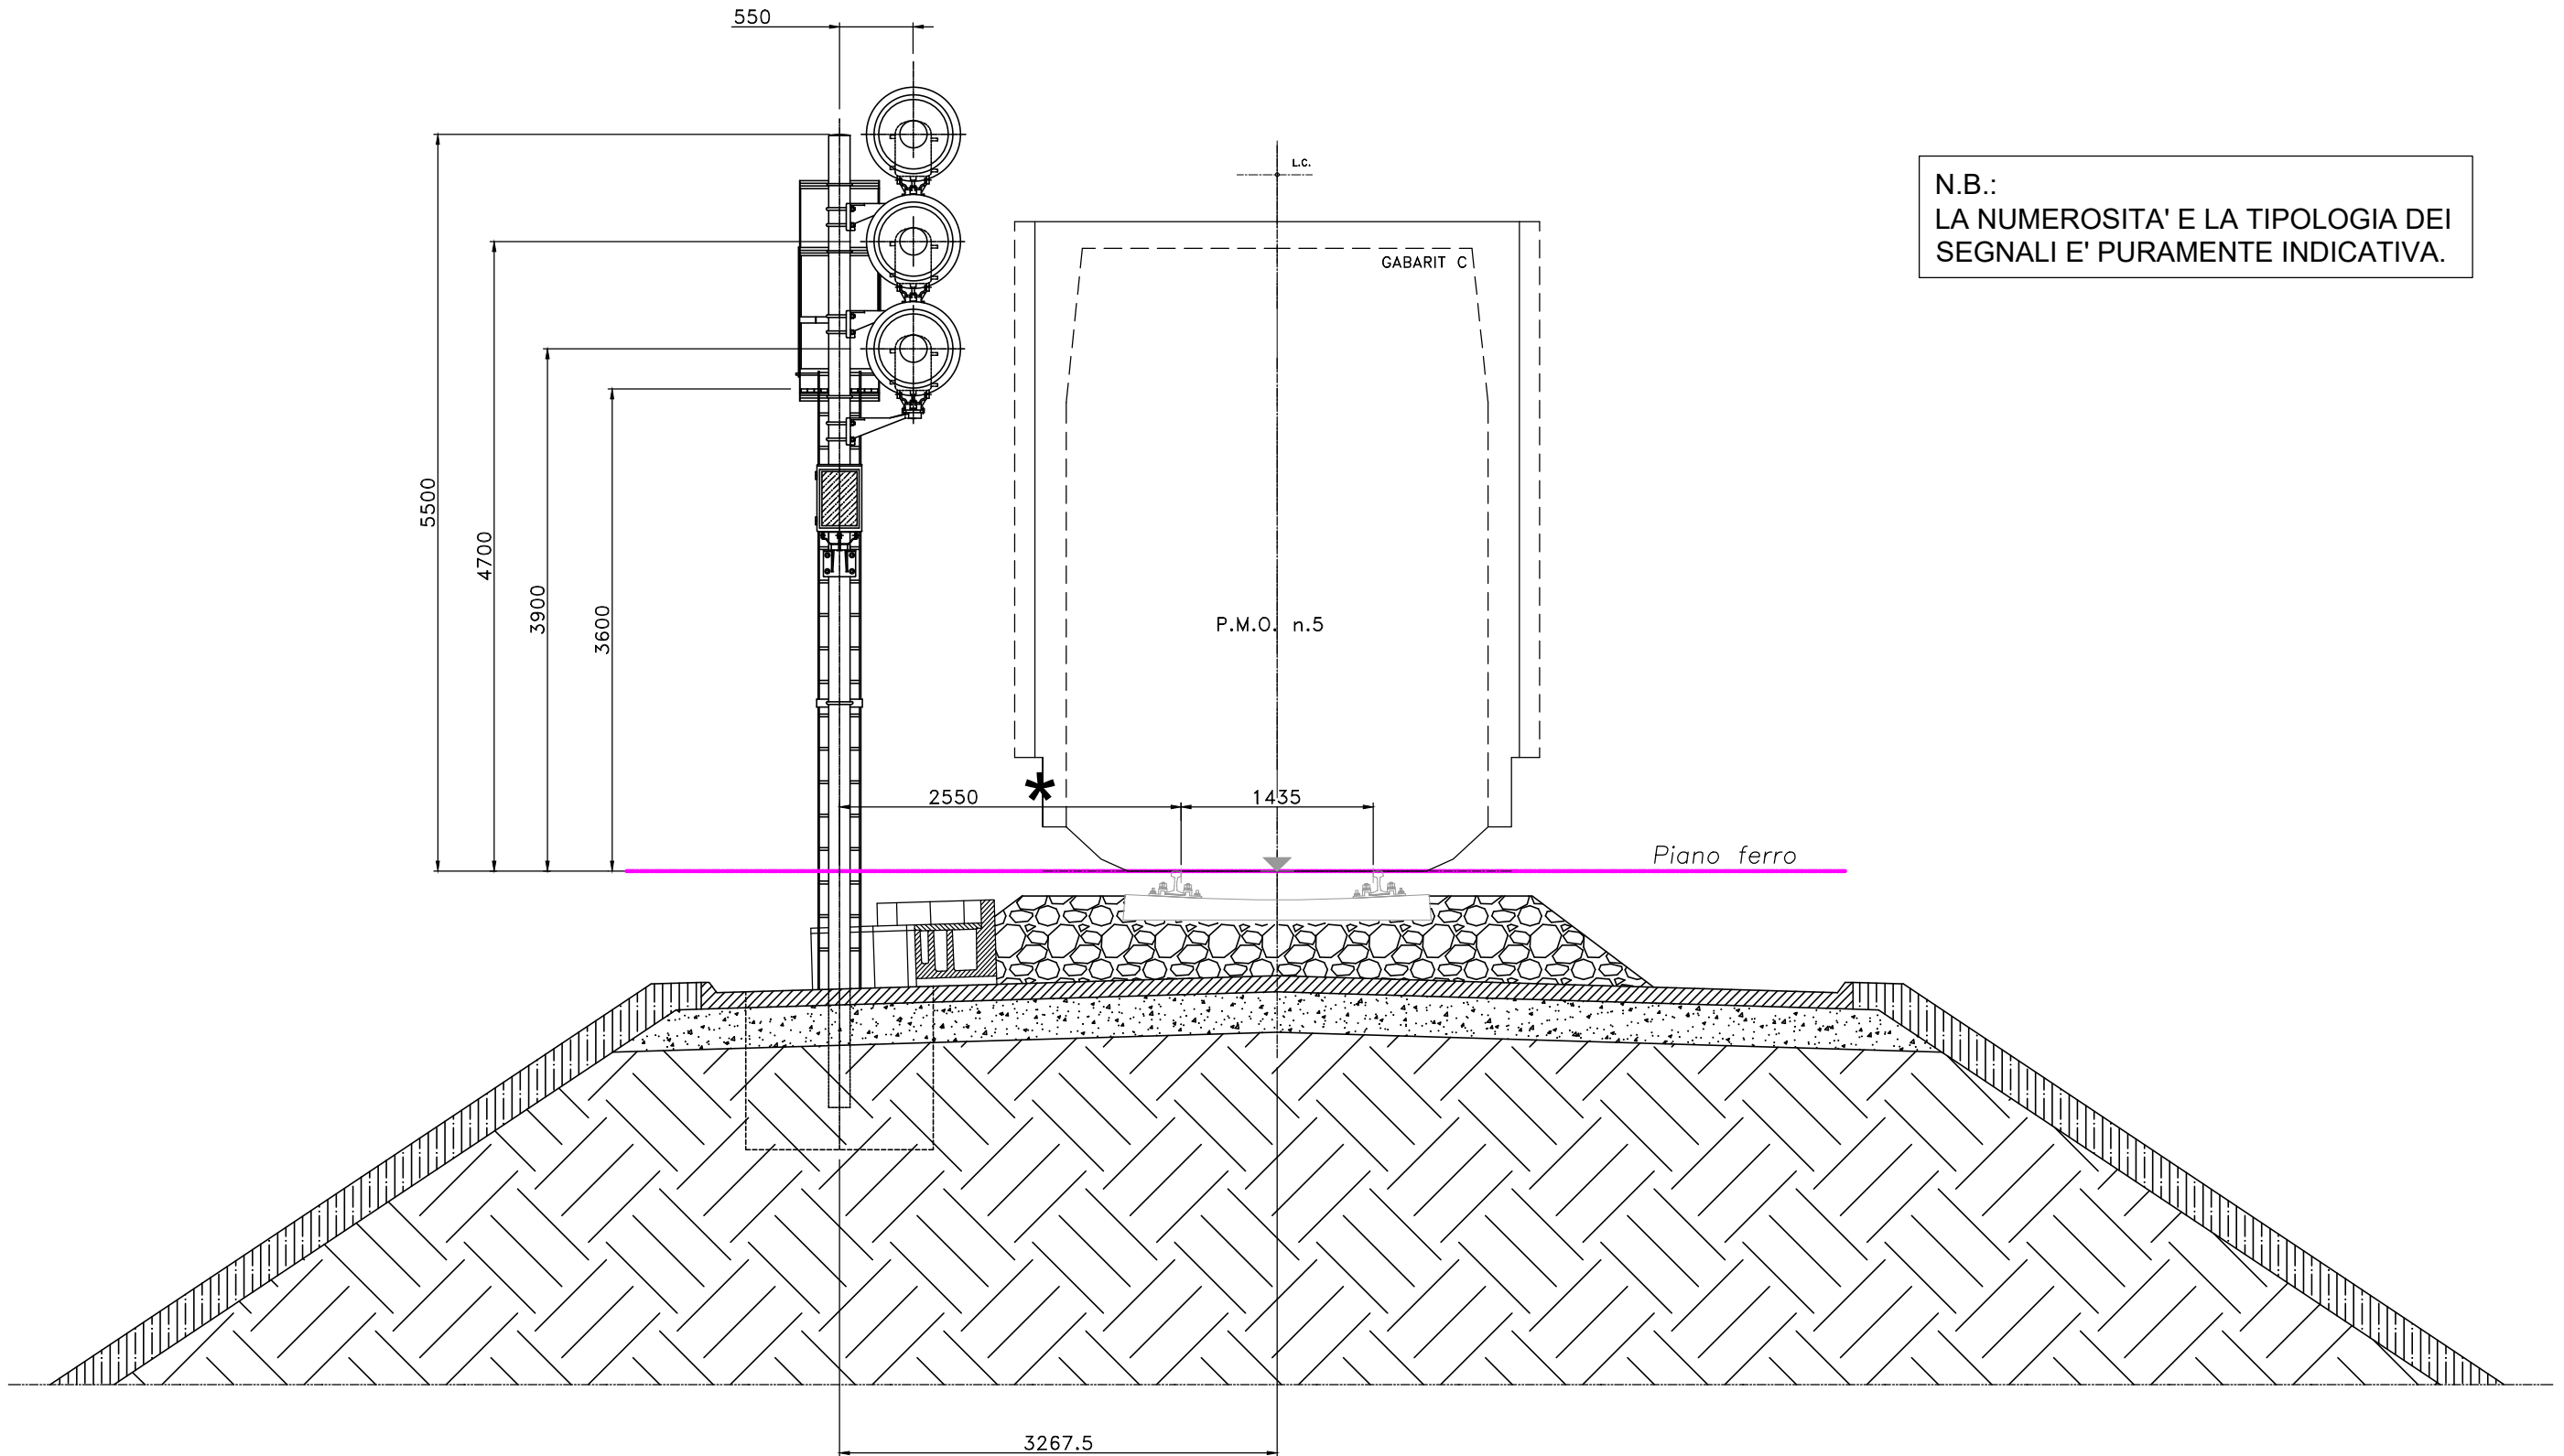 550
L.C.
N.B.:
LA NUMEROSITA' E LA TIPOLOGIA DEI
SEGNALI E' PURAMENTE INDICATIVA.
GABARIT C
5500
4700
3900
3600
P.M.O. n.5
*
2550
1435
Piano ferro
3267.5